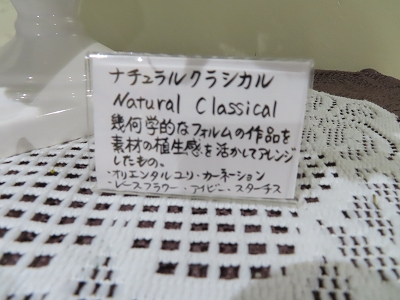 ナチュラルクラシカル
Natural Classical
幾何学的なフォルムの作品を
素材の植生感を活かしてアレンジ
したもの。
・オリエンタルユリ・カーネーション
・レースフラワー・アイビー・スターチス